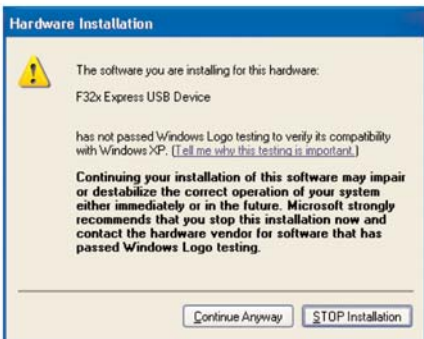 Hardware Installation
The software you are installing for this hardware:
F32x Express USB Device
has not passed Windows Logo testing to verify its compatibility
with Windows XP. (Tell me why this testing is important.)
Continuing your installation of this software may impair
or destabilize the correct operation of your system
either immediately or in the future. Microsoft strongly
recommends that you stop this installation now and
contact the hardware vendor for software that has
passed Windows Logo testing.
Continue Anyway
STOP Installation